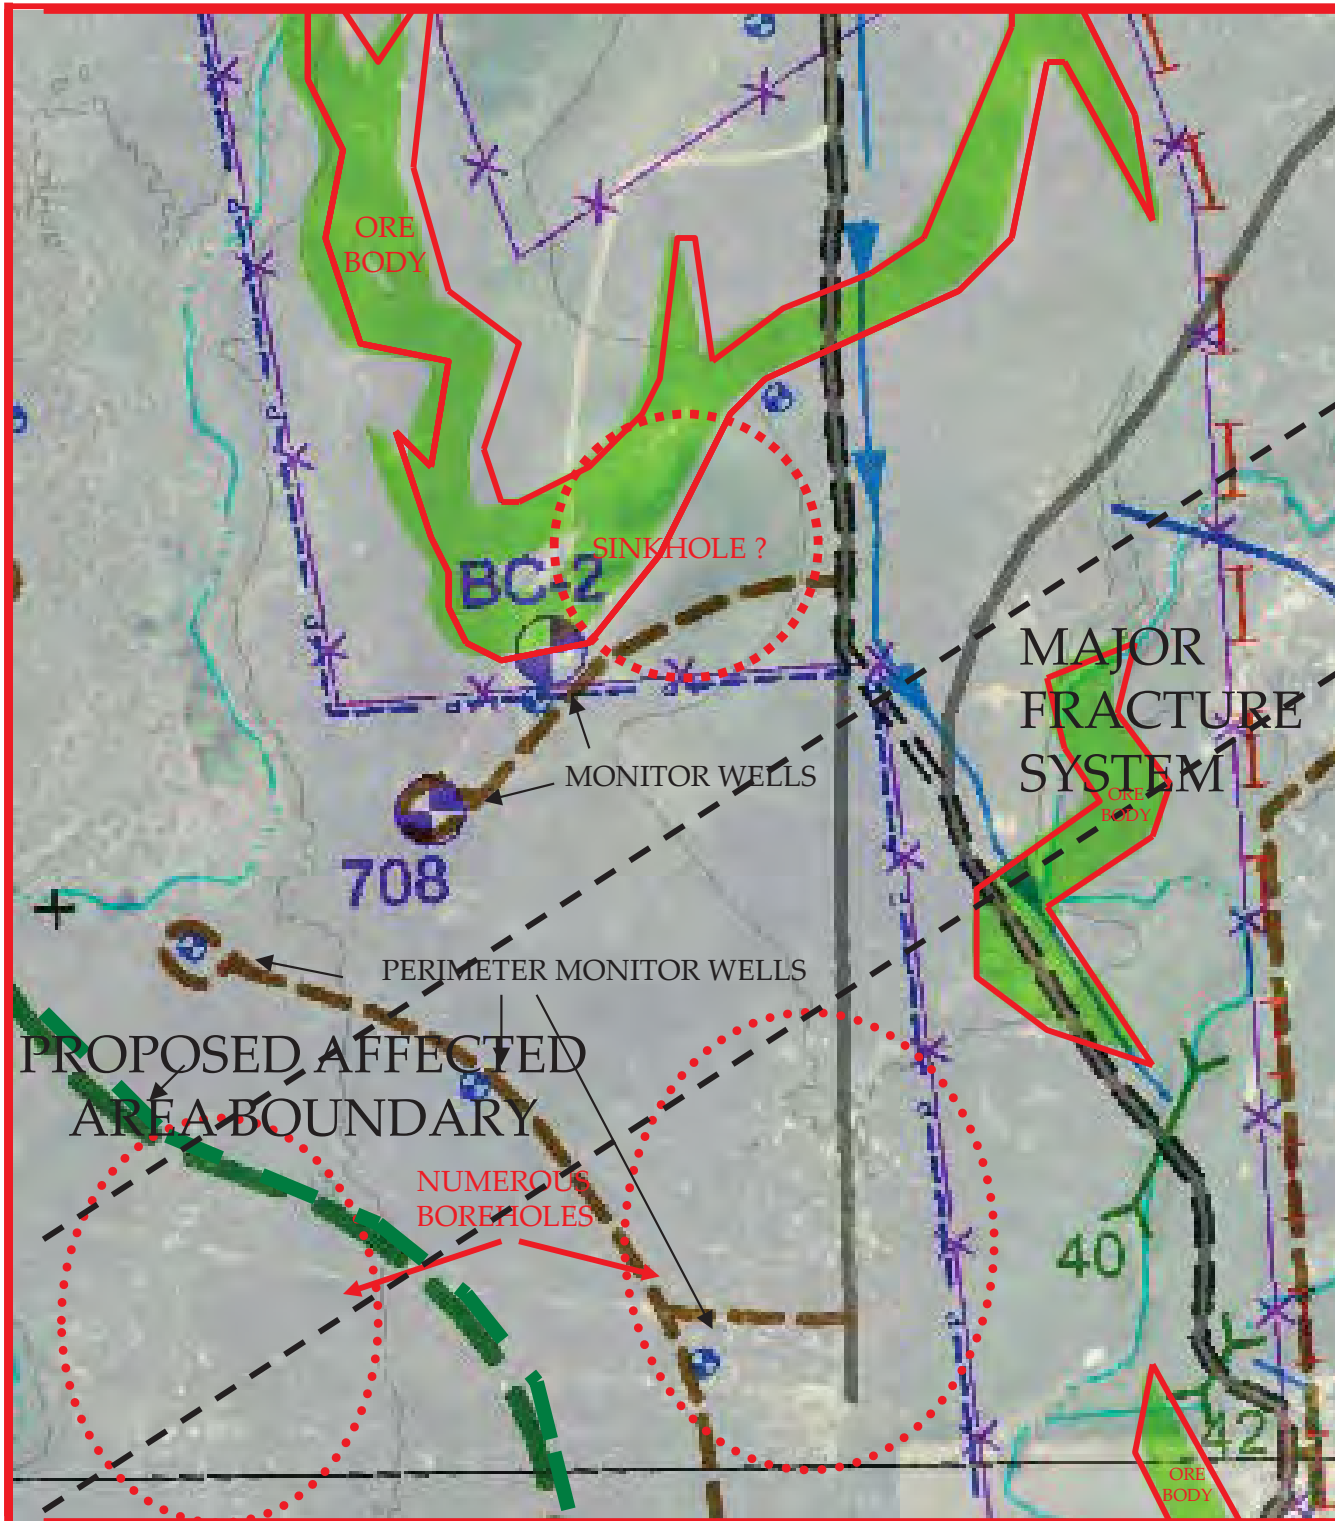 ORE
BODY
SINKHOLE ?
BC-2
MAJOR
FRACTURE
SYSTEM
MONITOR WELLS
ORE
BODY
708
PERIMETER MONITOR WELLS
PROPOSED AFFECTED
AREA BOUNDARY
NUMEROUS
BOREHOLES
40
42
ORE
BODY